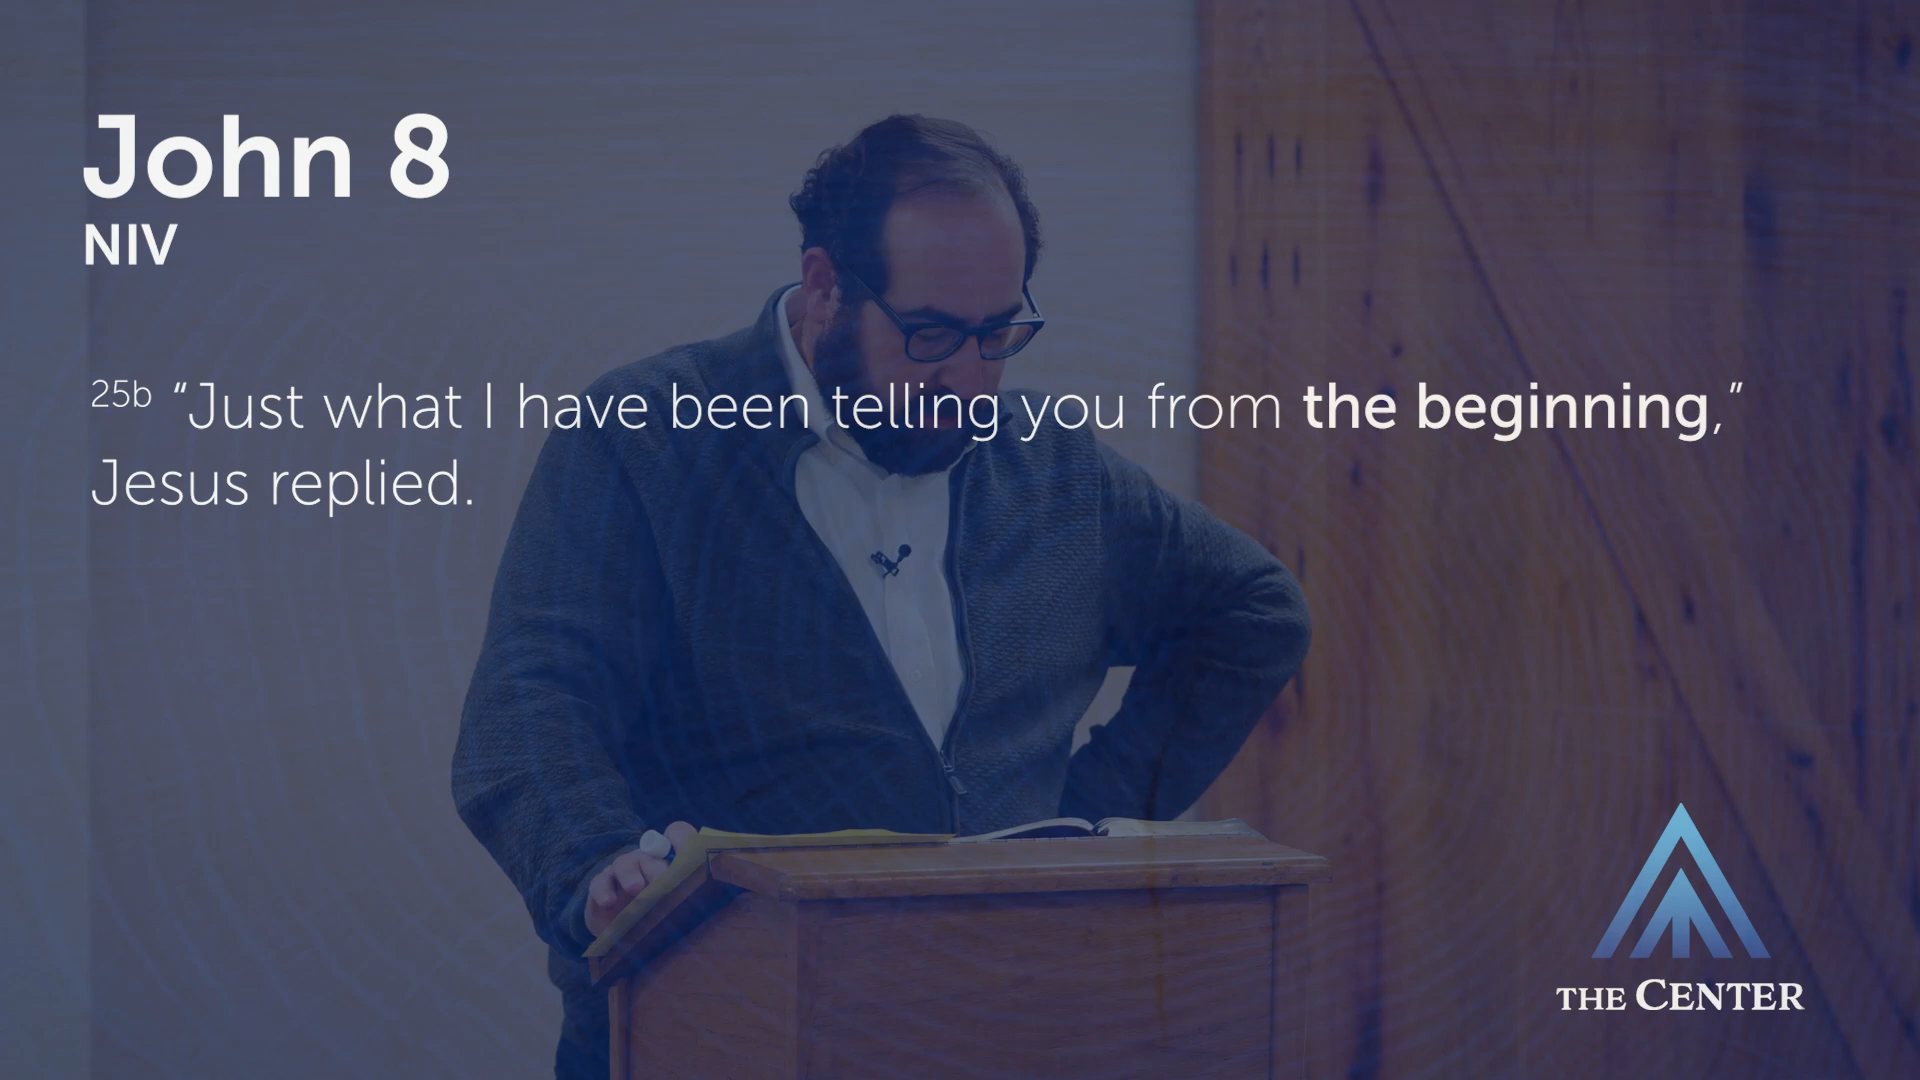 John 8
NIV
25b “Just what I have been telling you from the beginning,”
Jesus replied.
THE CENTER